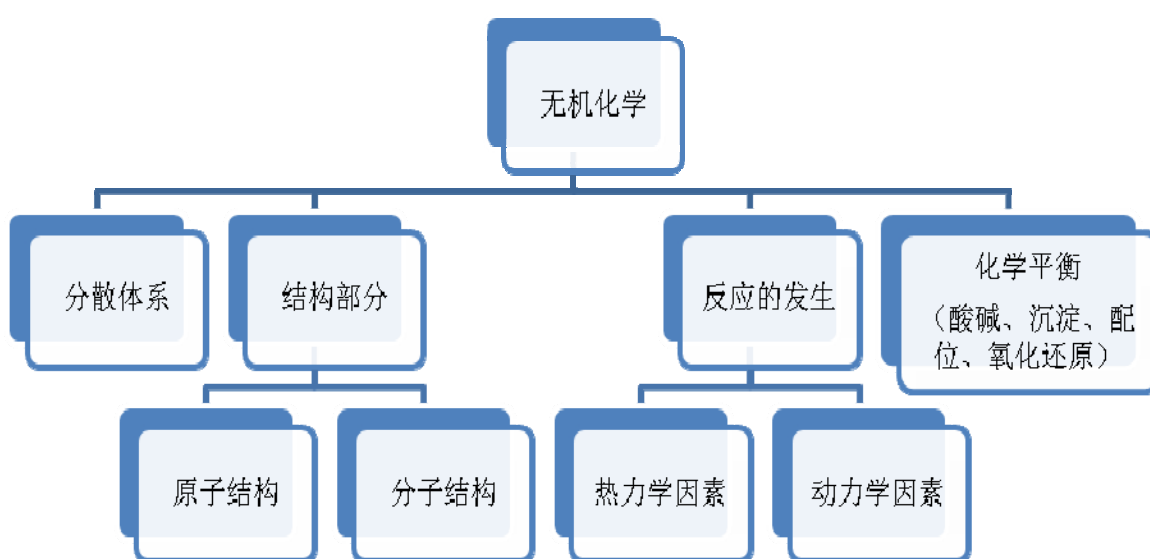 无机化学
分散体系
结构部分
反应的发生
化学平衡
（酸碱、沉淀、配
位、氧化还原）
原子结构
分子结构
热力学因素
动力学因素